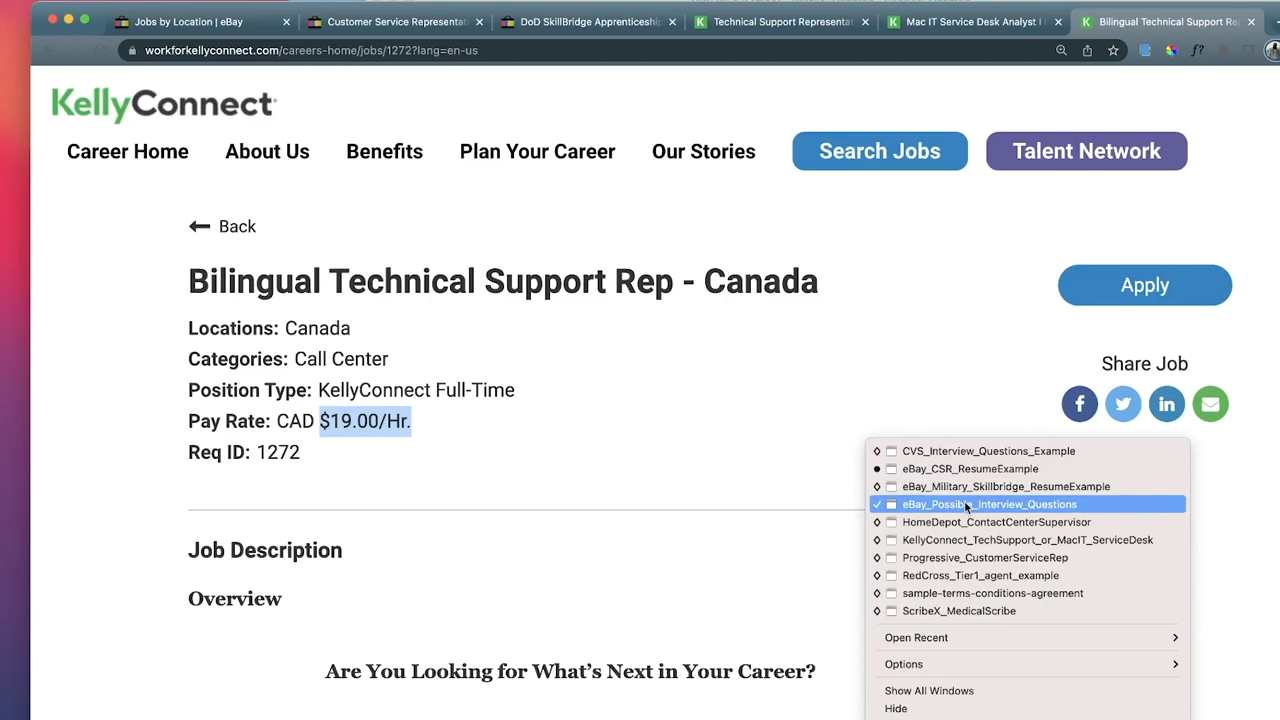 Jobs by Location | eBay
Customer Service Representat
DoD SkillBridge Apprenticeshi
Technical Support Representa
Mac IT Service Desk Analyst |
Bilingual Technical Support Re
workforkellyconnect.com/careers-home/jobs/1272?lang=en-us
f?
KellyConnect
Career Home
About Us
Benefits
Plan Your Career
Our Stories
Search Jobs
Talent Network
Back
Bilingual Technical Support Rep - Canada
Apply
Locations: Canada
Categories: Call Center
Position Type: KellyConnect Full-Time
Pay Rate: CAD $19.00/Hr.
Req ID: 1272
Share Job
CVS_Interview_Questions_Example
eBay_CSR_ResumeExample
eBay_Military_Skillbridge_ResumeExample
eBay_Possible_Interview_Questions
HomeDepot_ContactCenterSupervisor
KellyConnect_TechSupport_or_MacIT_ServiceDesk
Progressive_CustomerServiceRep
RedCross_Tier1_agent_example
sample-terms-conditions-agreement
ScribeX_MedicalScribe
Open Recent
Options
Show All Windows
Hide
Job Description
Overview
Are You Looking for What's Next in Your Career?